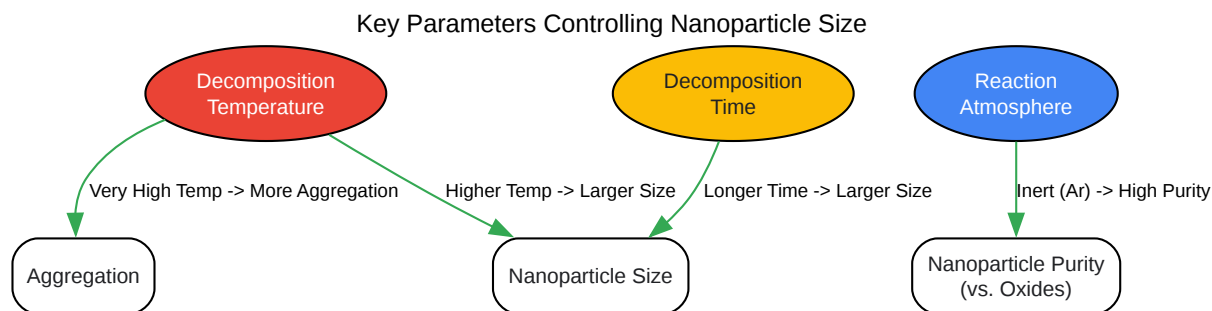 Key Parameters Controlling Nanoparticle Size
Decomposition
Temperature
Decomposition
Time
Reaction
Atmosphere
Very High Temp -> More Aggregation
Higher Temp -> Larger Size
Longer Time -> Larger Size
Inert (Ar) -> High Purity
Aggregation
Nanoparticle Size
Nanoparticle Purity
(vs. Oxides)